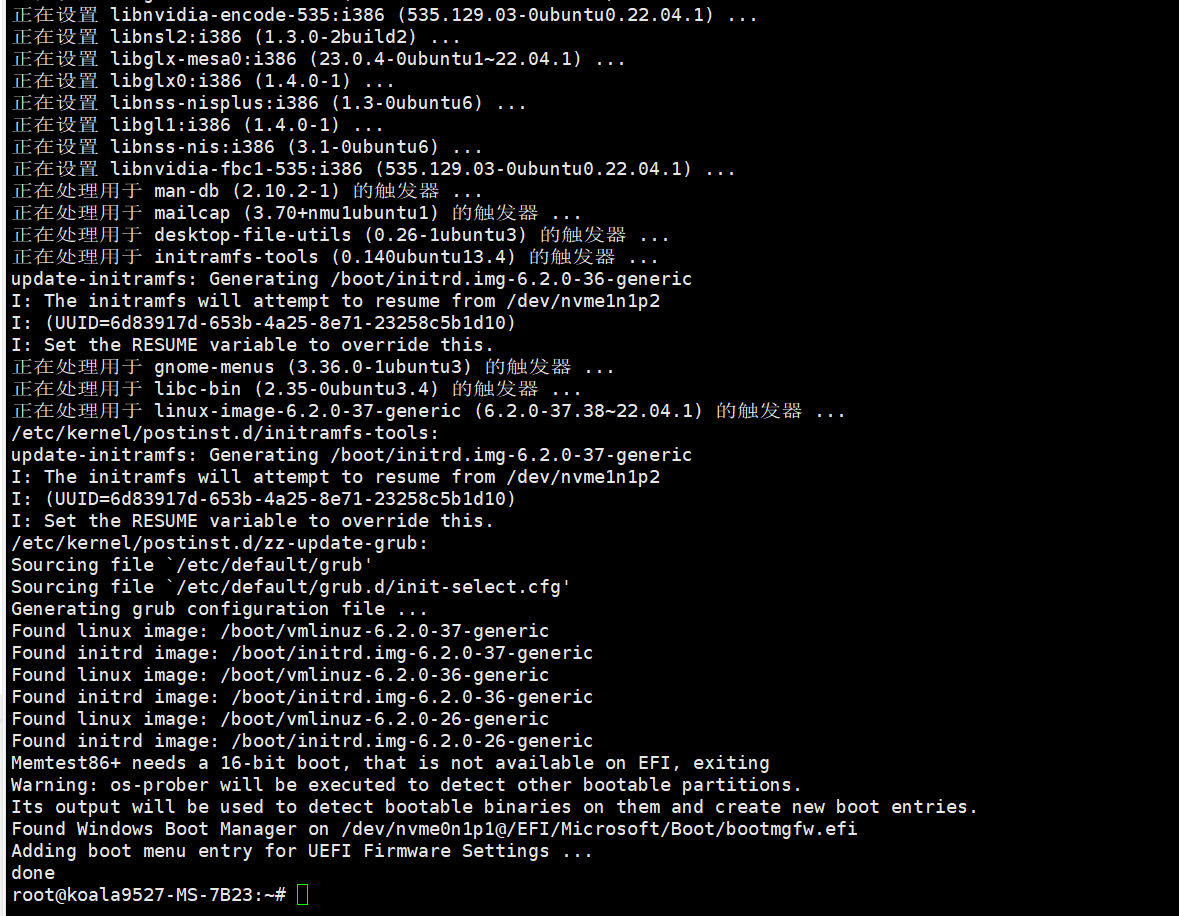 正在设置 libnvidia-encode-535:i386 (535.129.03-0ubuntu0.22.04.1) ...
正在设置 libnsl2:i386 (1.3.0-2build2) ...
正在设置 libglx-mesa0:i386 (23.0.4-0ubuntu1~22.04.1) ...
正在设置 libglx0:i386 (1.4.0-1) ...
正在设置 libnss-nisplus:i386 (1.3-0ubuntu6) ...
正在设置 libgl1:i386 (1.4.0-1) ...
正在设置 libnss-nis:i386 (3.1-0ubuntu6) ...
正在设置 libnvidia-fbc1-535:i386 (535.129.03-0ubuntu0.22.04.1) ...
正在处理用于 man-db (2.10.2-1) 的触发器 ...
正在处理用于 mailcap (3.70+nmu1ubuntu1) 的触发器 ...
正在处理用于 desktop-file-utils (0.26-1ubuntu3) 的触发器 ...
正在处理用于 initramfs-tools (0.140ubuntu13.4) 的触发器 ...
update-initramfs: Generating /boot/initrd.img-6.2.0-36-generic
I: The initramfs will attempt to resume from /dev/nvme1n1p2
I: (UUID=6d83917d-653b-4a25-8e71-23258c5b1d10)
I: Set the RESUME variable to override this.
正在处理用于 gnome-menus (3.36.0-1ubuntu3) 的触发器 ...
正在处理用于 libc-bin (2.35-0ubuntu3.4) 的触发器 ...
正在处理用于 linux-image-6.2.0-37-generic (6.2.0-37.38~22.04.1) 的触发器 ...
/etc/kernel/postinst.d/initramfs-tools:
update-initramfs: Generating /boot/initrd.img-6.2.0-37-generic
I: The initramfs will attempt to resume from /dev/nvme1n1p2
I: (UUID=6d83917d-653b-4a25-8e71-23258c5b1d10)
I: Set the RESUME variable to override this.
/etc/kernel/postinst.d/zz-update-grub:
Sourcing file `/etc/default/grub'
Sourcing file `/etc/default/grub.d/init-select.cfg'
Generating grub configuration file ...
Found linux image: /boot/vmlinuz-6.2.0-37-generic
Found initrd image: /boot/initrd.img-6.2.0-37-generic
Found linux image: /boot/vmlinuz-6.2.0-36-generic
Found initrd image: /boot/initrd.img-6.2.0-36-generic
Found linux image: /boot/vmlinuz-6.2.0-26-generic
Found initrd image: /boot/initrd.img-6.2.0-26-generic
Memtest86+ needs a 16-bit boot, that is not available on EFI, exiting
Warning: os-prober will be executed to detect other bootable partitions.
Its output will be used to detect bootable binaries on them and create new boot entries.
Found Windows Boot Manager on /dev/nvme0n1p1@/EFI/Microsoft/Boot/bootmgfw.efi
Adding boot menu entry for UEFI Firmware Settings ...
done
root@koala9527-MS-7B23:~#